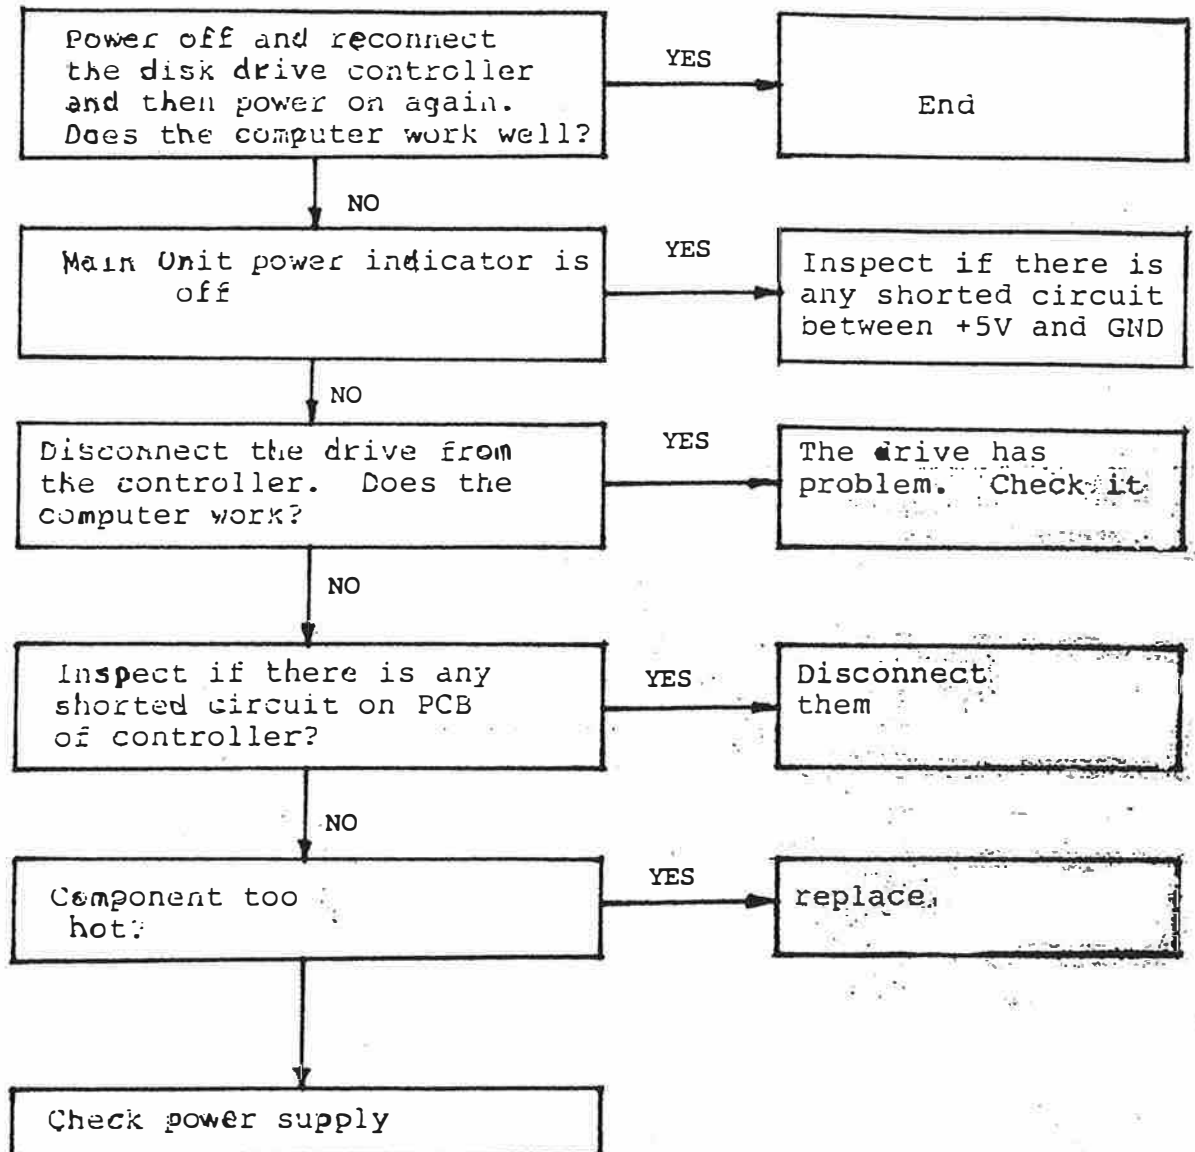 Power off and reconnect
the disk drive controller
and then power on again.
Does the computer work well?
YES
End
NO
Main Unit power indicator is
off
YES
Inspect if there is
any shorted circuit
between +5V and GND
NO
Disconnect the drive from
the controller. Does the
computer work?
YES
The drive has
problem. Check it
NO
Inspect if there is any
shorted circuit on PCB
of controller?
YES
Disconnect
them
NO
Component too
hot?
YES
replace
Check power supply